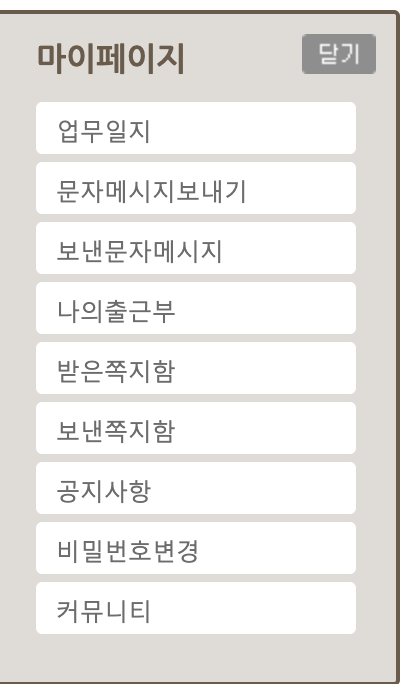 마이페이지
닫기
업무일지
문자메시지보내기
보낸문자메시지
나의출근부
받은쪽지함
보낸쪽지함
공지사항
비밀번호변경
커뮤니티